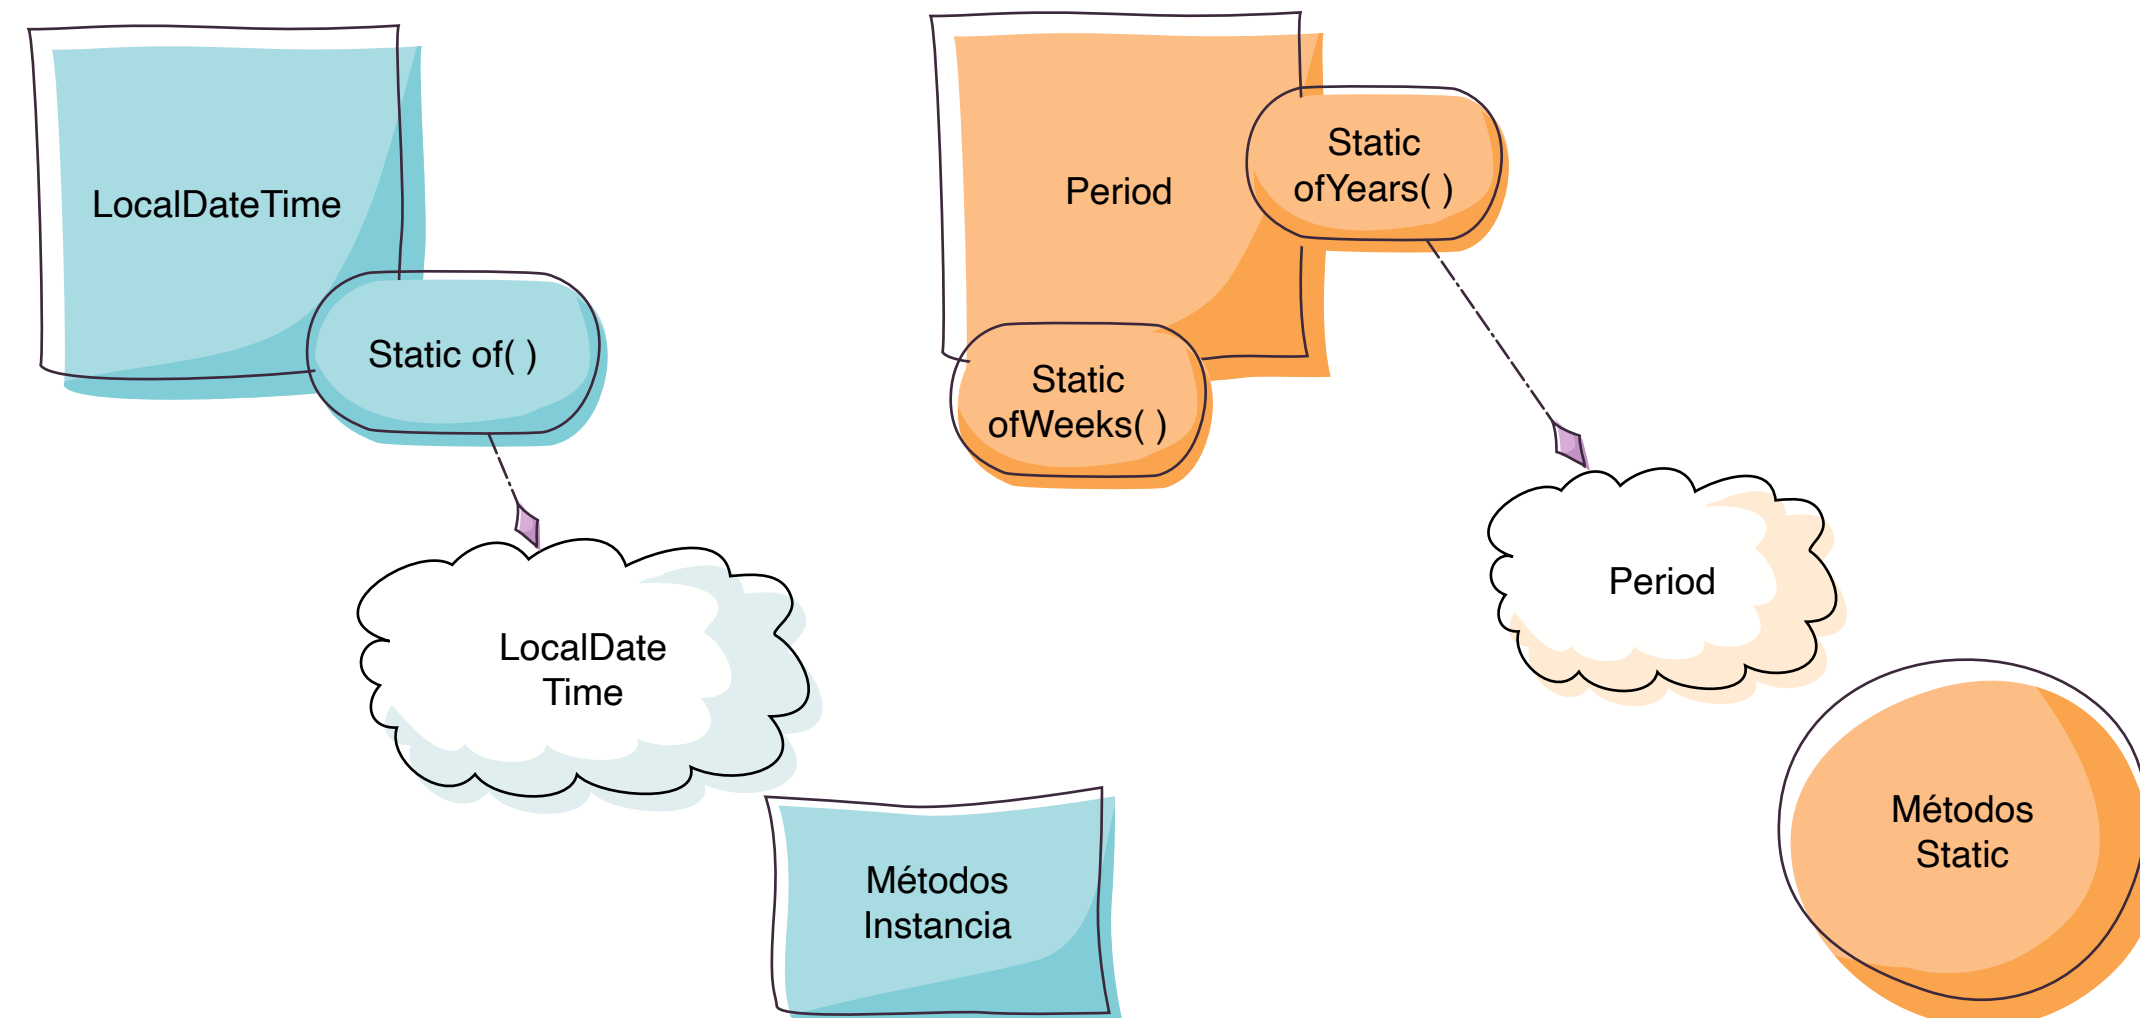 LocalDateTime
Static of( )
LocalDate
Time
Métodos
Instancia
Period
Static
ofYears( )
Static
ofWeeks( )
Period
Métodos
Static